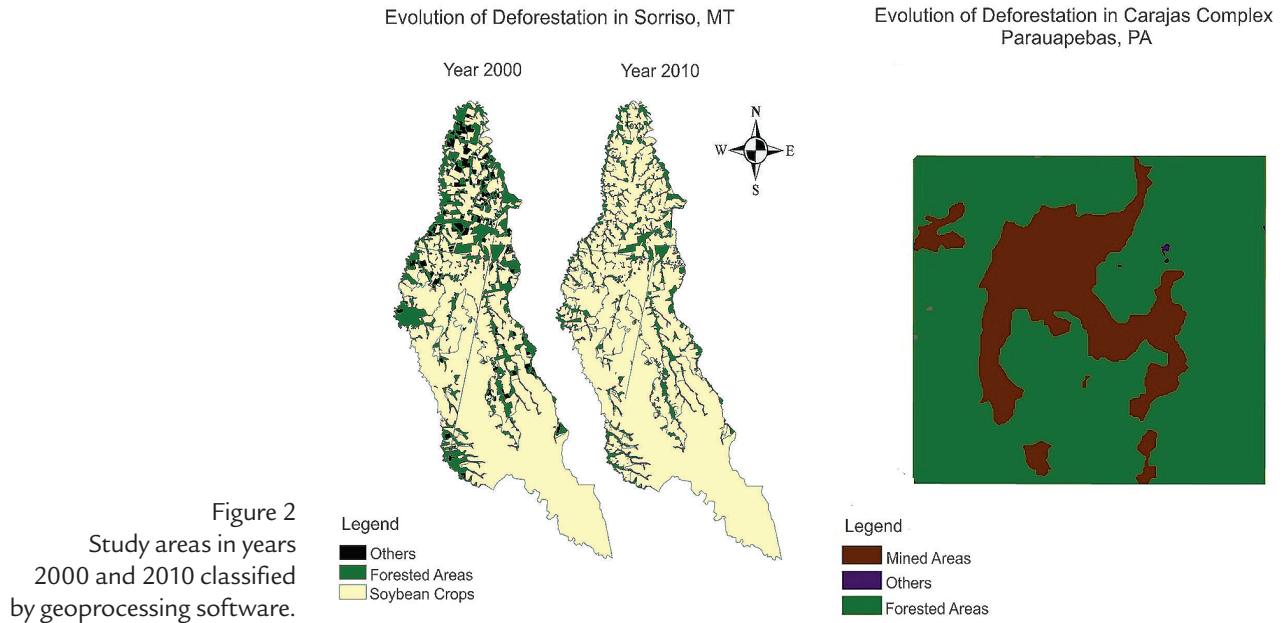 Evolution of Deforestation in Sorriso, MT
Year 2000
Year 2010
Text
N
W
E
S
Legend
Others
Forested Areas
Soybean Crops
Evolution of Deforestation in Carajas Complex
Parauapebas, PA
Legend
Mined Areas
Others
Forested Areas
Figure 2
Study areas in years
2000 and 2010 classified
by geoprocessing software.